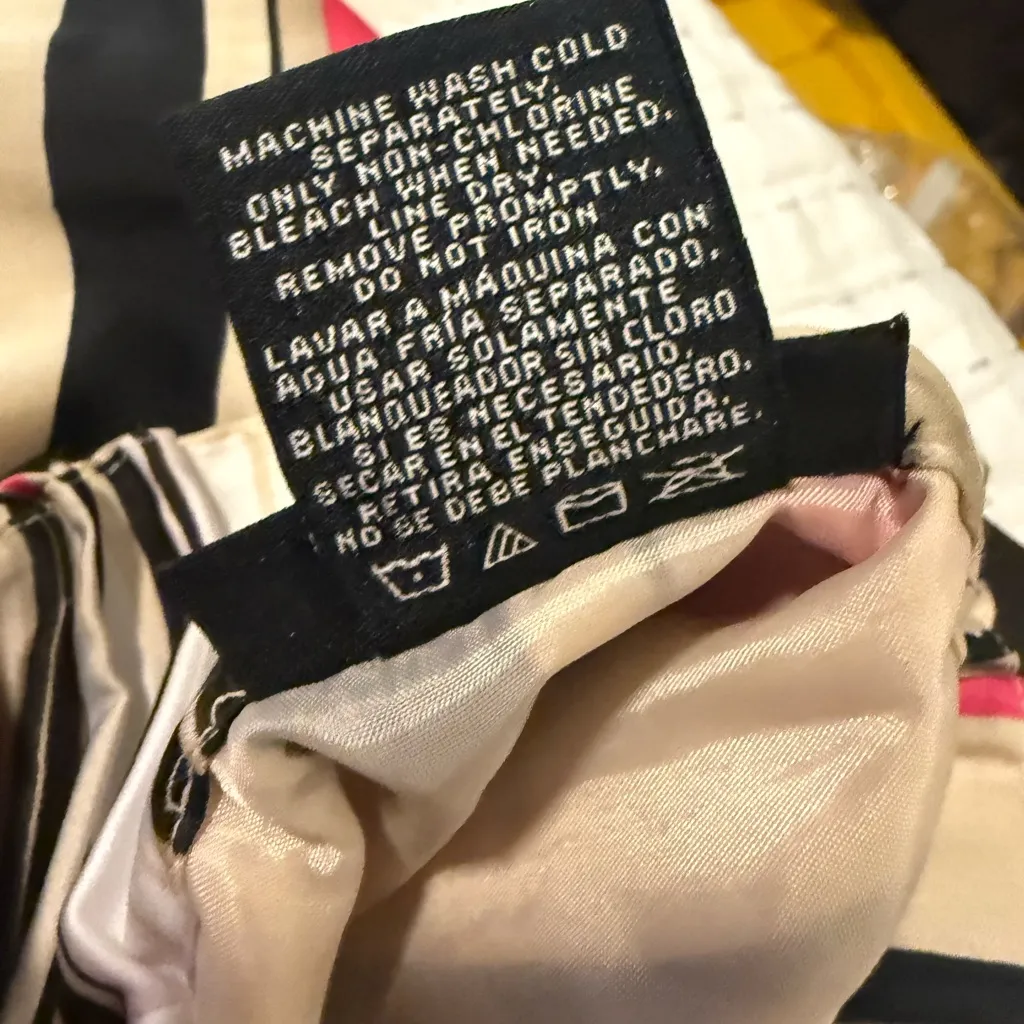 MACHINE WASH COLD
SEPARATELY.
ONLY NON-CHLORINE
BLEACH WHEN NEEDED.
LINE DRY.
REMOVE PROMPTLY.
DO NOT IRON
LAVAR A MÁQUINA CON
AGUA FRÍA SEPARADO.
USAR SOLAMENTE
BLANQUEADOR SIN CLORO
SI ES NECESARIO.
SECAR EN EL TENDEDERO.
RETIRA ENSEGUIDA.
NO SE DEBE PLANCHARE.